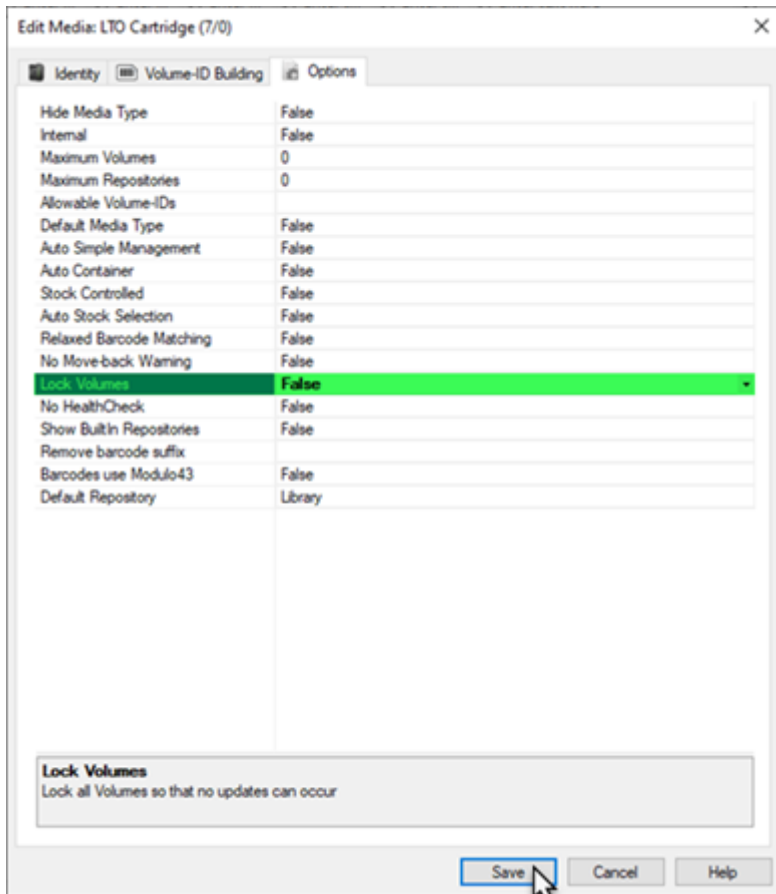 Edit Media: LTO Cartridge (7/0)
Identity Volume-ID Building Options
Hide Media Type False
Internal False
Maximum Volumes 0
Maximum Repositories 0
Allowable Volume-IDs
Default Media Type False
Auto Simple Management False
Auto Container False
Stock Controlled False
Auto Stock Selection False
Relaxed Barcode Matching False
No Move-back Warning False
Lock Volumes False
No HealthCheck False
Show BuiltIn Repositories False
Remove barcode suffix
Barcodes use Modulo43 False
Default Repository Library
Lock Volumes
Lock all Volumes so that no updates can occur
Save Cancel Help